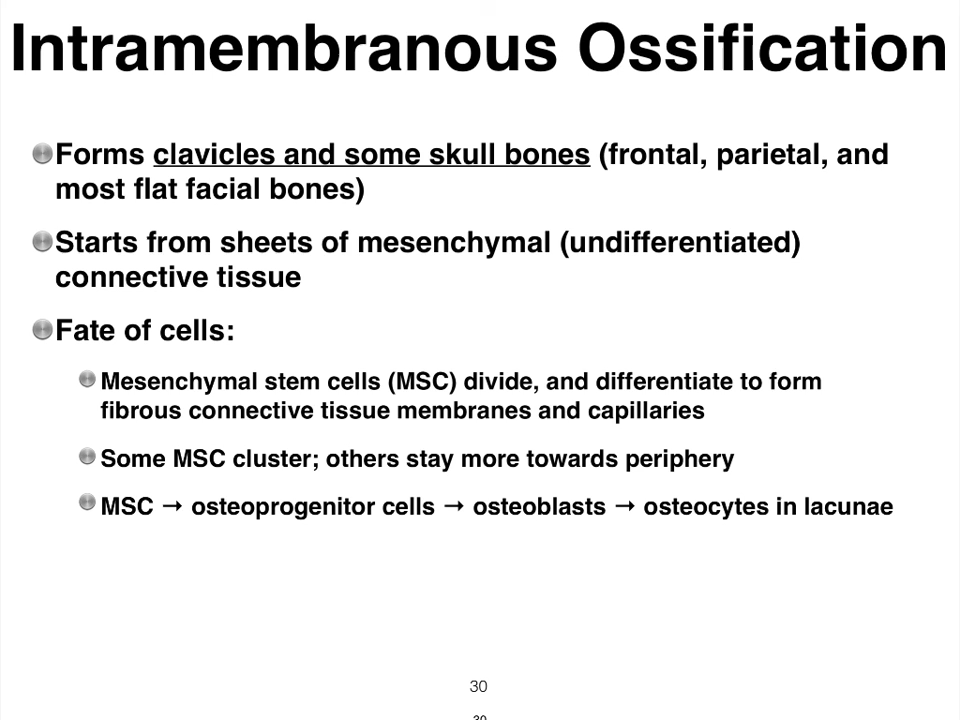 Intramembranous Ossification
Forms clavicles and some skull bones (frontal, parietal, and
most flat facial bones)
Starts from sheets of mesenchymal (undifferentiated)
connective tissue
Fate of cells:
Mesenchymal stem cells (MSC) divide, and differentiate to form
fibrous connective tissue membranes and capillaries
Some MSC cluster; others stay more towards periphery
MSC → osteoprogenitor cells → osteoblasts → osteocytes in lacunae
30
30